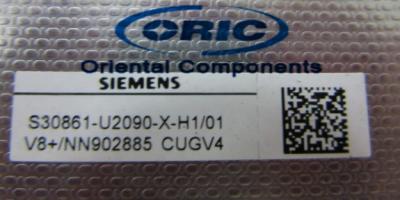 ORIC
Oriental Components
SIEMENS
S30861-U2090-X-H1/01
V8+/NN902885 CUGV4